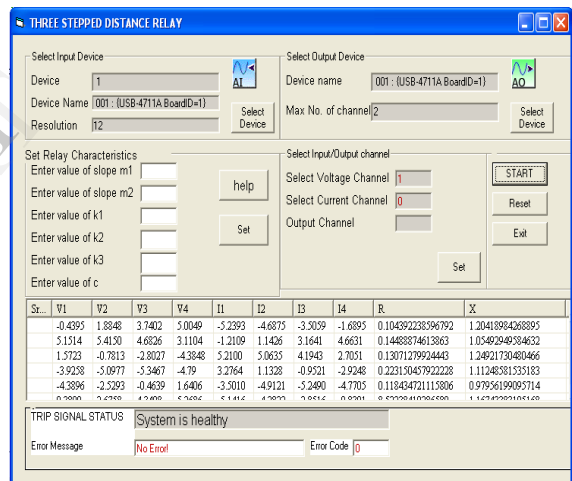 THREE STEPPED DISTANCE RELAY
Select Input Device
Device 1
AI
Device Name 001 : {USB-4711A BoardID=1}
Resolution 12
Select Device
Select Output Device
Device name 001 : {USB-4711A BoardID=1}
AO
Max No. of channel 2
Select Device
Set Relay Characteristics
Enter value of slope m1
Enter value of slope m2
Enter value of k1
Enter value of k2
Enter value of k3
Enter value of c
help
Set
Select Input/Output channel
Select Voltage Channel 1
Select Current Channel 0
Output Channel
Set
START
Reset
Exit
Sr... V1 V2 V3 V4 I1 I2 I3 I4 R X
-0.4395 1.8848 3.7402 5.0049 -5.2393 -4.6875 -3.5059 -1.6895 0.104392238596792 1.20418984268895
5.1514 5.4150 4.6826 3.1104 -1.2109 1.1426 3.1641 4.6631 0.14488874613863 1.05492949584632
1.5723 -0.7813 -2.8027 -4.3848 5.2100 5.0635 4.1943 2.7051 0.13071279924443 1.24921730480466
-3.9258 -5.0977 -5.3467 -4.79 3.2764 1.1328 -0.9521 -2.9248 0.223150457922228 1.11248581535183
-4.3896 -2.5293 -0.4639 1.6406 -3.5010 -4.9121 -5.2490 -4.7705 0.118434721115806 0.97956199095714
TRIP SIGNAL STATUS System is healthy
Error Message No Error!
Error Code 0